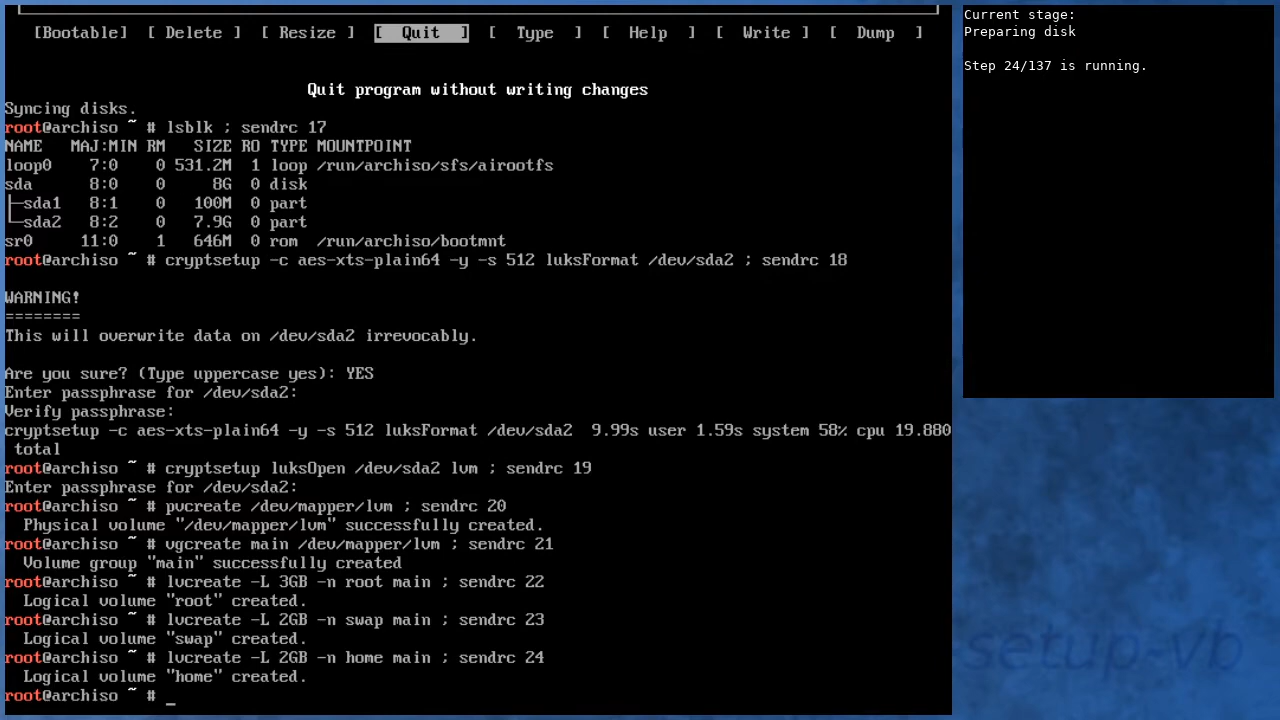 [Bootable] [ Delete ] [ Resize ] [ Quit ] [ Type ] [ Help ] [ Write ] [ Dump ]
Quit program without writing changes
Syncing disks.
root@archiso ~ # lsblk ; sendrc 17
NAME MAJ:MIN RM SIZE RO TYPE MOUNTPOINT
loop0 7:0 0 531.2M 1 loop /run/archiso/sfs/airootfs
sda 8:0 0 8G 0 disk
├─sda1 8:1 0 100M 0 part
└─sda2 8:2 0 7.9G 0 part
sr0 11:0 1 646M 0 rom /run/archiso/bootmnt
root@archiso ~ # cryptsetup -c aes-xts-plain64 -y -s 512 luksFormat /dev/sda2 ; sendrc 18
WARNING!
========
This will overwrite data on /dev/sda2 irrevocably.
Are you sure? (Type uppercase yes): YES
Enter passphrase for /dev/sda2:
Verify passphrase:
cryptsetup -c aes-xts-plain64 -y -s 512 luksFormat /dev/sda2 9.99s user 1.59s system 58% cpu 19.880
total
root@archiso ~ # cryptsetup luksOpen /dev/sda2 lvm ; sendrc 19
Enter passphrase for /dev/sda2:
root@archiso ~ # pvcreate /dev/mapper/lvm ; sendrc 20
Physical volume "/dev/mapper/lvm" successfully created.
root@archiso ~ # vgcreate main /dev/mapper/lvm ; sendrc 21
Volume group "main" successfully created
root@archiso ~ # lvcreate -L 3GB -n root main ; sendrc 22
Logical volume "root" created.
root@archiso ~ # lvcreate -L 2GB -n swap main ; sendrc 23
Logical volume "swap" created.
root@archiso ~ # lvcreate -L 2GB -n home main ; sendrc 24
Logical volume "home" created.
root@archiso ~ # _
Current stage:
Preparing disk
Step 24/137 is running.
-setup-vb